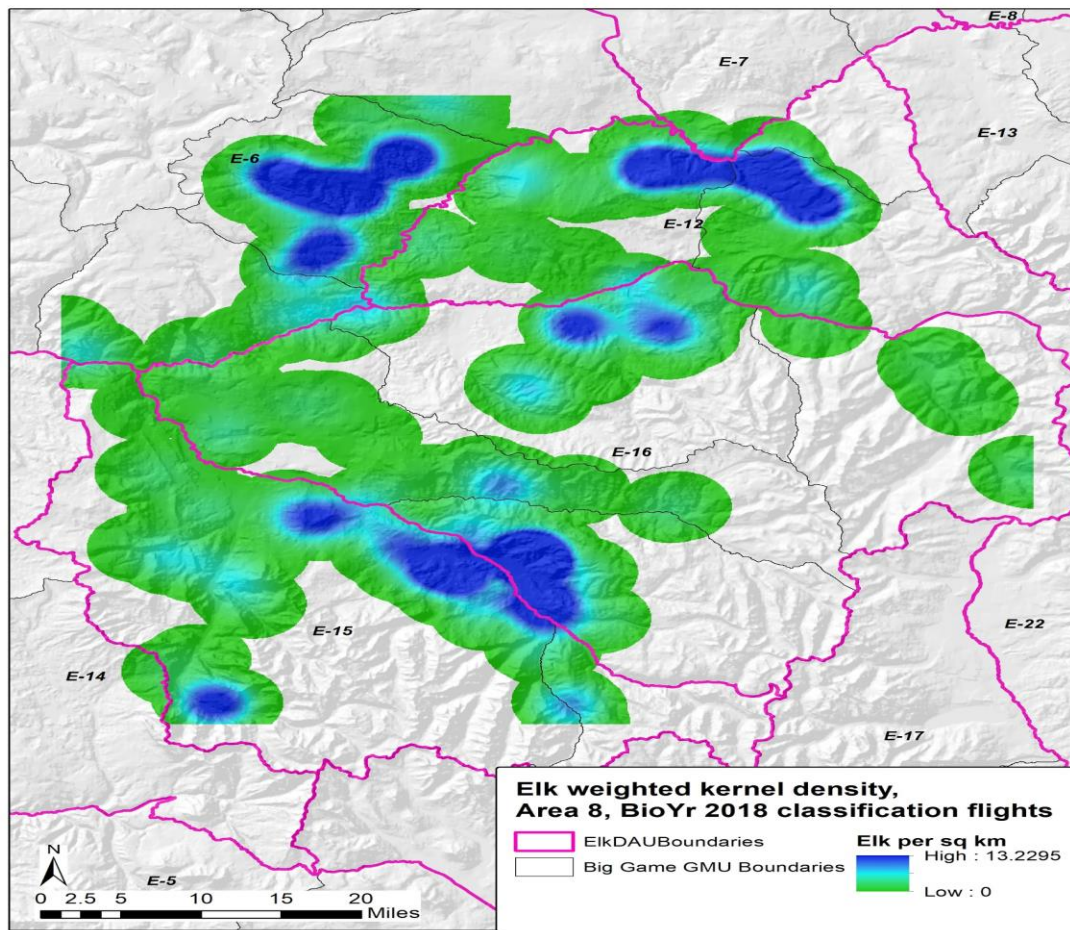 E-8
E-7
E-13
E-6
E-12
E-16
E-22
E-15
E-14
E-17
E-5
N
0 2.5 5 10 15 20
Miles
Elk weighted kernel density,
Area 8, BioYr 2018 classification flights
ElkDAUBoundaries
Big Game GMU Boundaries
Elk per sq km
High : 13.2295
Low : 0